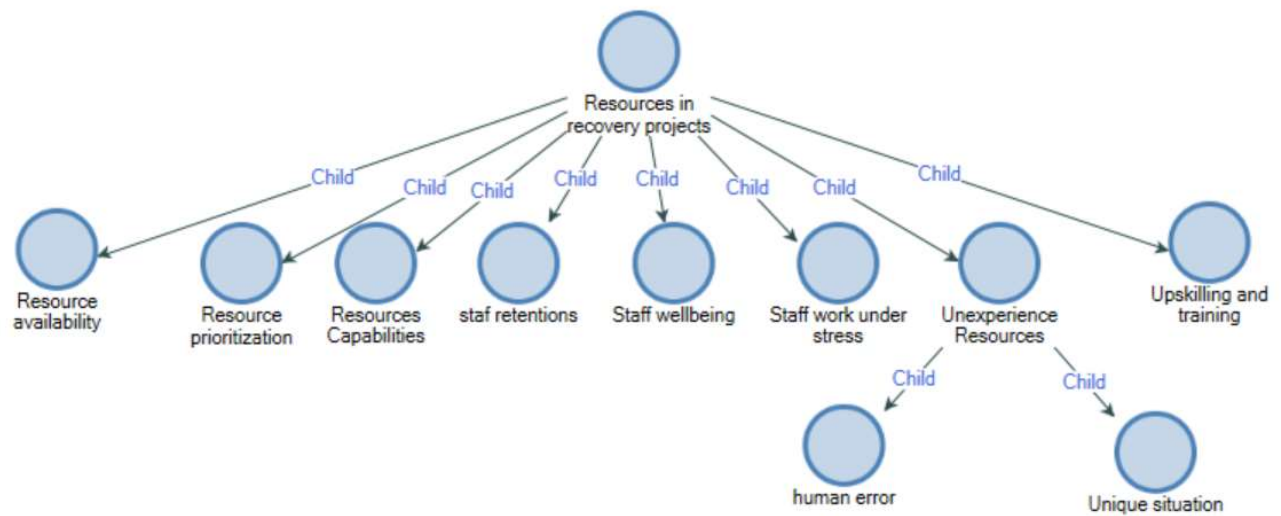 Resources in
recovery projects
Child
Child
Child
Child
Child
Child
Child
Child
Resource
availability
Resource
prioritization
Resources
Capabilities
staf retentions
Staff wellbeing
Staff work under
stress
Unexperience
Resources
Upskilling and
training
Child
Child
human error
Unique situation